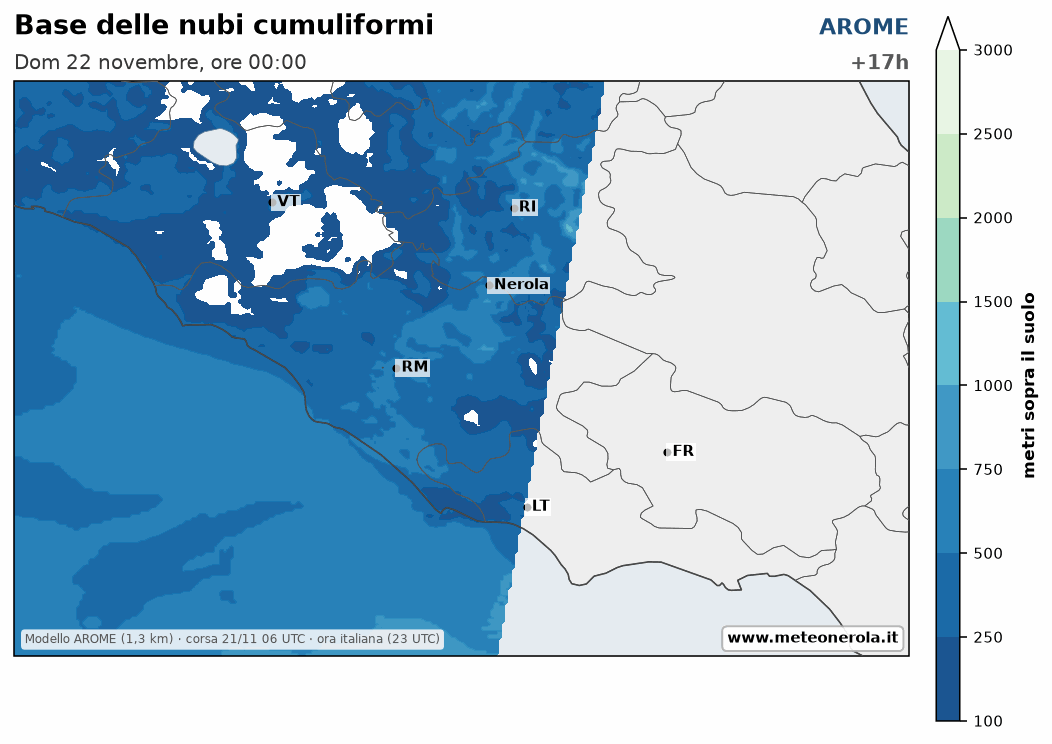 Base delle nubi cumuliformi
AROME
Dom 22 novembre, ore 00:00
+17h
VT
RI
Nerola
RM
FR
LT
Modello AROME (1,3 km) · corsa 21/11 06 UTC · ora italiana (23 UTC)
www.meteonerola.it
3000
2500
2000
1500
1000
750
500
250
100
metri sopra il suolo